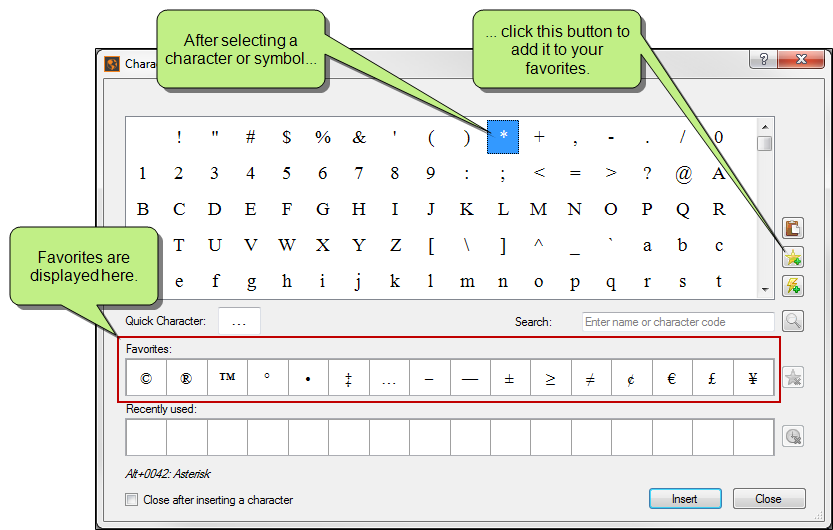 After selecting a
character or symbol...
... click this button to
add it to your
favorites.
Charac
?
! " # $ % & ' ( ) * + , - . / 0
1 2 3 4 5 6 7 8 9 : ; < = > ? @ A
B C D E F G H I J K L M N O P Q R
T U V W X Y Z [ \ ] ^ _ ` a b c
e f g h i j k l m n o p q r s t
Favorites are
displayed here.
Quick Character: … Search: Enter name or character code
Favorites:
© ® ™ ° • ‡ … – — ± ≥ ≠ ¢ € £ ¥
Recently used:
Alt+0042: Asterisk
Close after inserting a character
Insert Close